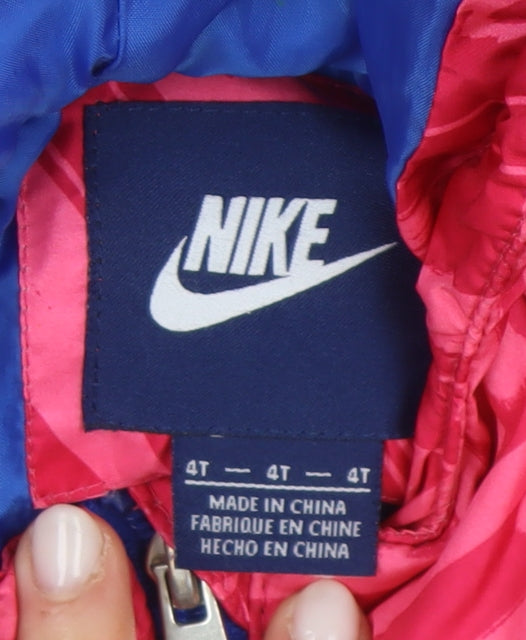 NIKE
4T — 4T — 4T
MADE IN CHINA
FABRIQUE EN CHINE
HECHO EN CHINA